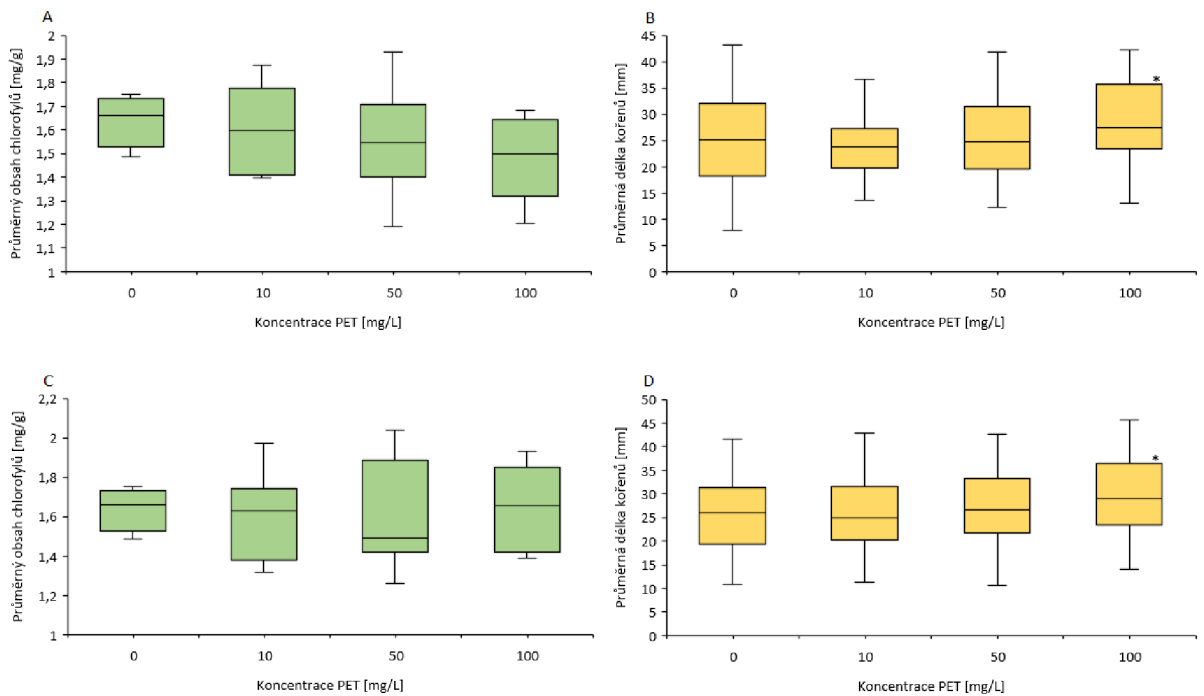 A
Průměrný obsah chlorofylů [mg/g]
2
1,9
1,8
1,7
1,6
1,5
1,4
1,3
1,2
1,1
1
0 10 50 100
Koncentrace PET [mg/L]
B
Průměrná délka kořenů [mm]
45
40
35
30
25
20
15
10
5
0
*
0 10 50 100
Koncentrace PET [mg/L]
C
Průměrný obsah chlorofylů [mg/g]
2,2
2
1,8
1,6
1,4
1,2
1
0 10 50 100
Koncentrace PET [mg/L]
D
Průměrná délka kořenů [mm]
50
45
40
35
30
25
20
15
10
5
0
*
0 10 50 100
Koncentrace PET [mg/L]